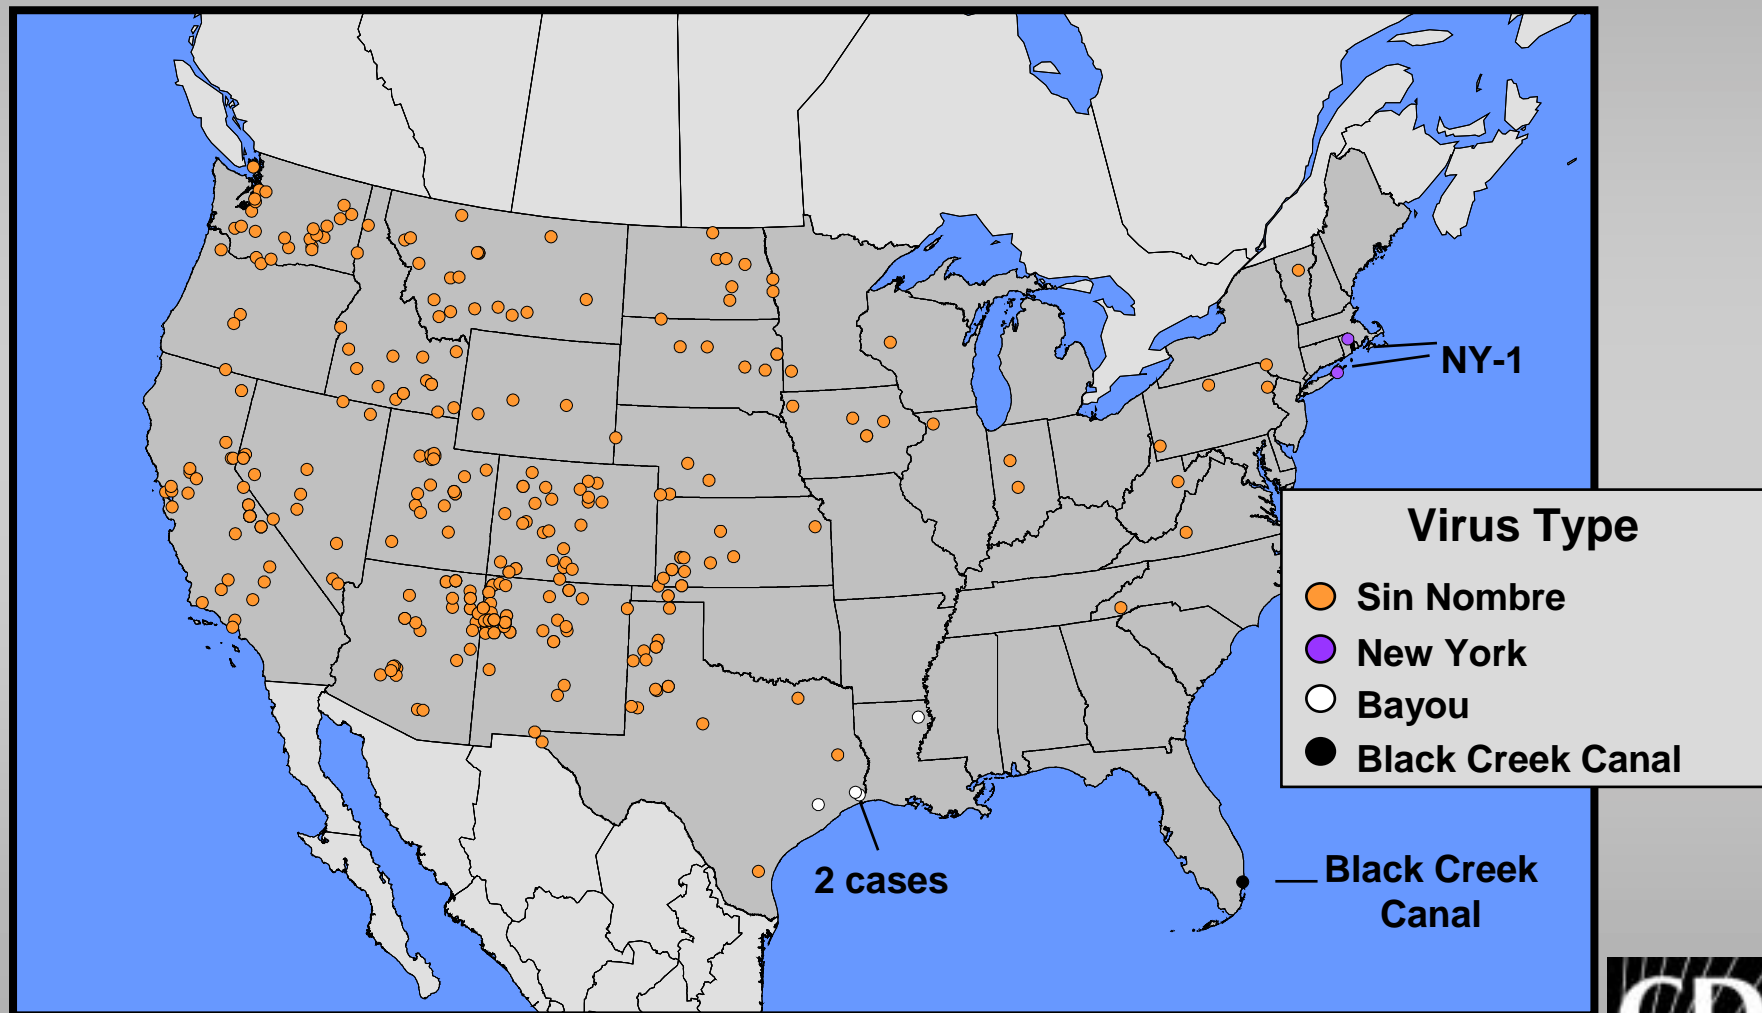 NY-1
Virus Type
Sin Nombre
New York
Bayou
Black Creek Canal
2 cases
Black Creek
Canal